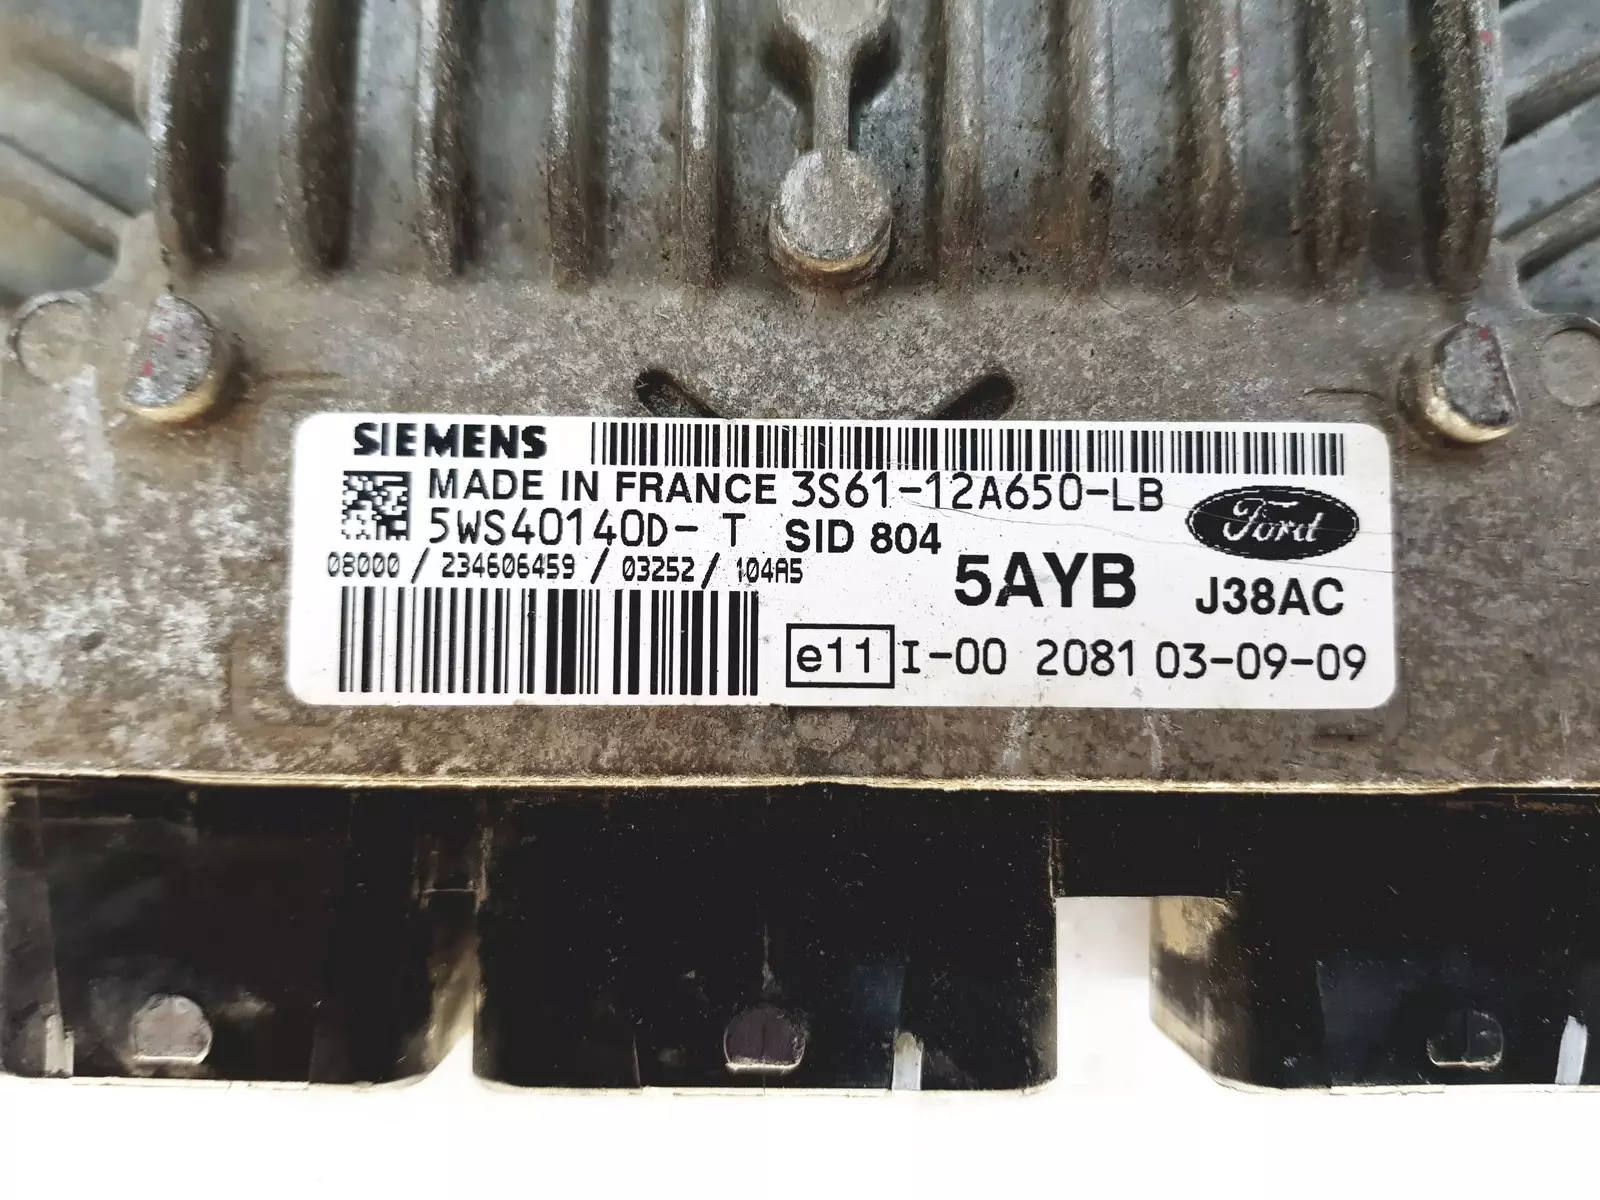 SIEMENS
MADE IN FRANCE 3S61-12A650-LB
5WS40140D- T SID 804
Ford
08000 / 234606459 / 03252 / 104A5
5AYB J38AC
e11 I-00 2081 03-09-09